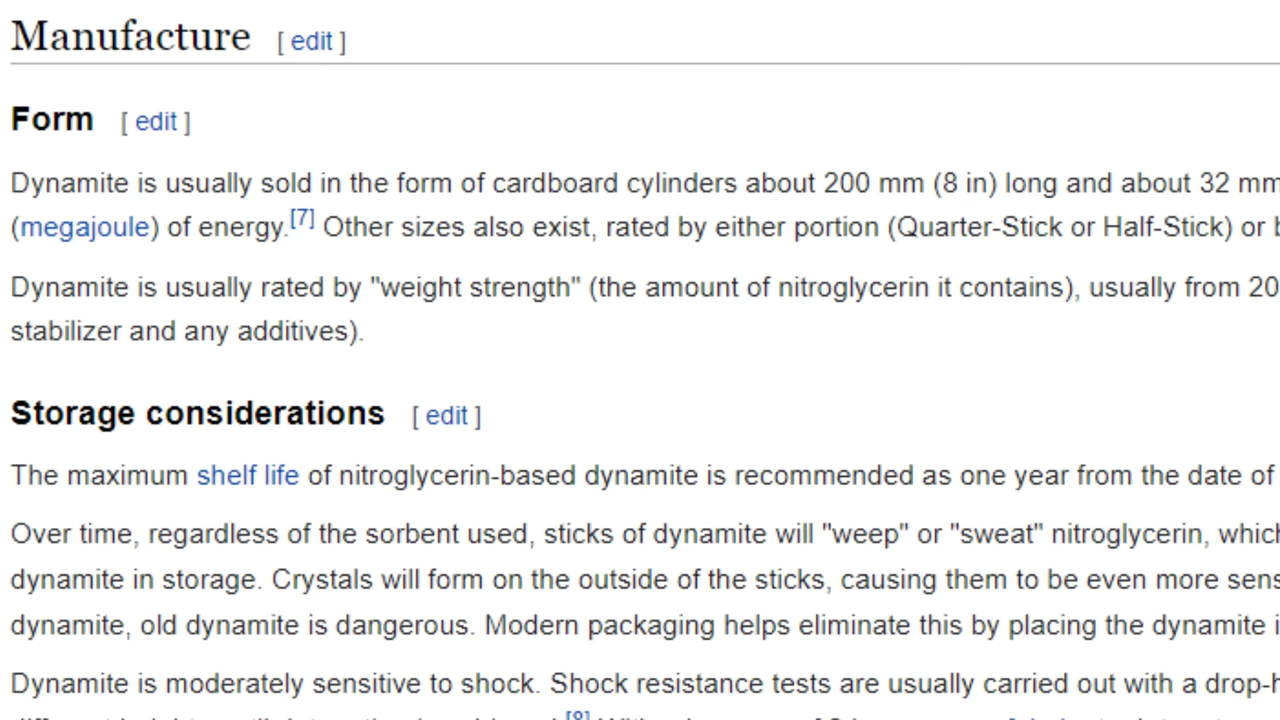 Manufacture [ edit ]
Form [ edit ]
Dynamite is usually sold in the form of cardboard cylinders about 200 mm (8 in) long and about 32 mm
(megajoule) of energy.[7] Other sizes also exist, rated by either portion (Quarter-Stick or Half-Stick) or
Dynamite is usually rated by "weight strength" (the amount of nitroglycerin it contains), usually from 20
stabilizer and any additives).
Storage considerations [ edit ]
The maximum shelf life of nitroglycerin-based dynamite is recommended as one year from the date of
Over time, regardless of the sorbent used, sticks of dynamite will "weep" or "sweat" nitroglycerin, which
dynamite in storage. Crystals will form on the outside of the sticks, causing them to be even more sens
dynamite, old dynamite is dangerous. Modern packaging helps eliminate this by placing the dynamite i
Dynamite is moderately sensitive to shock. Shock resistance tests are usually carried out with a drop-h
[8]